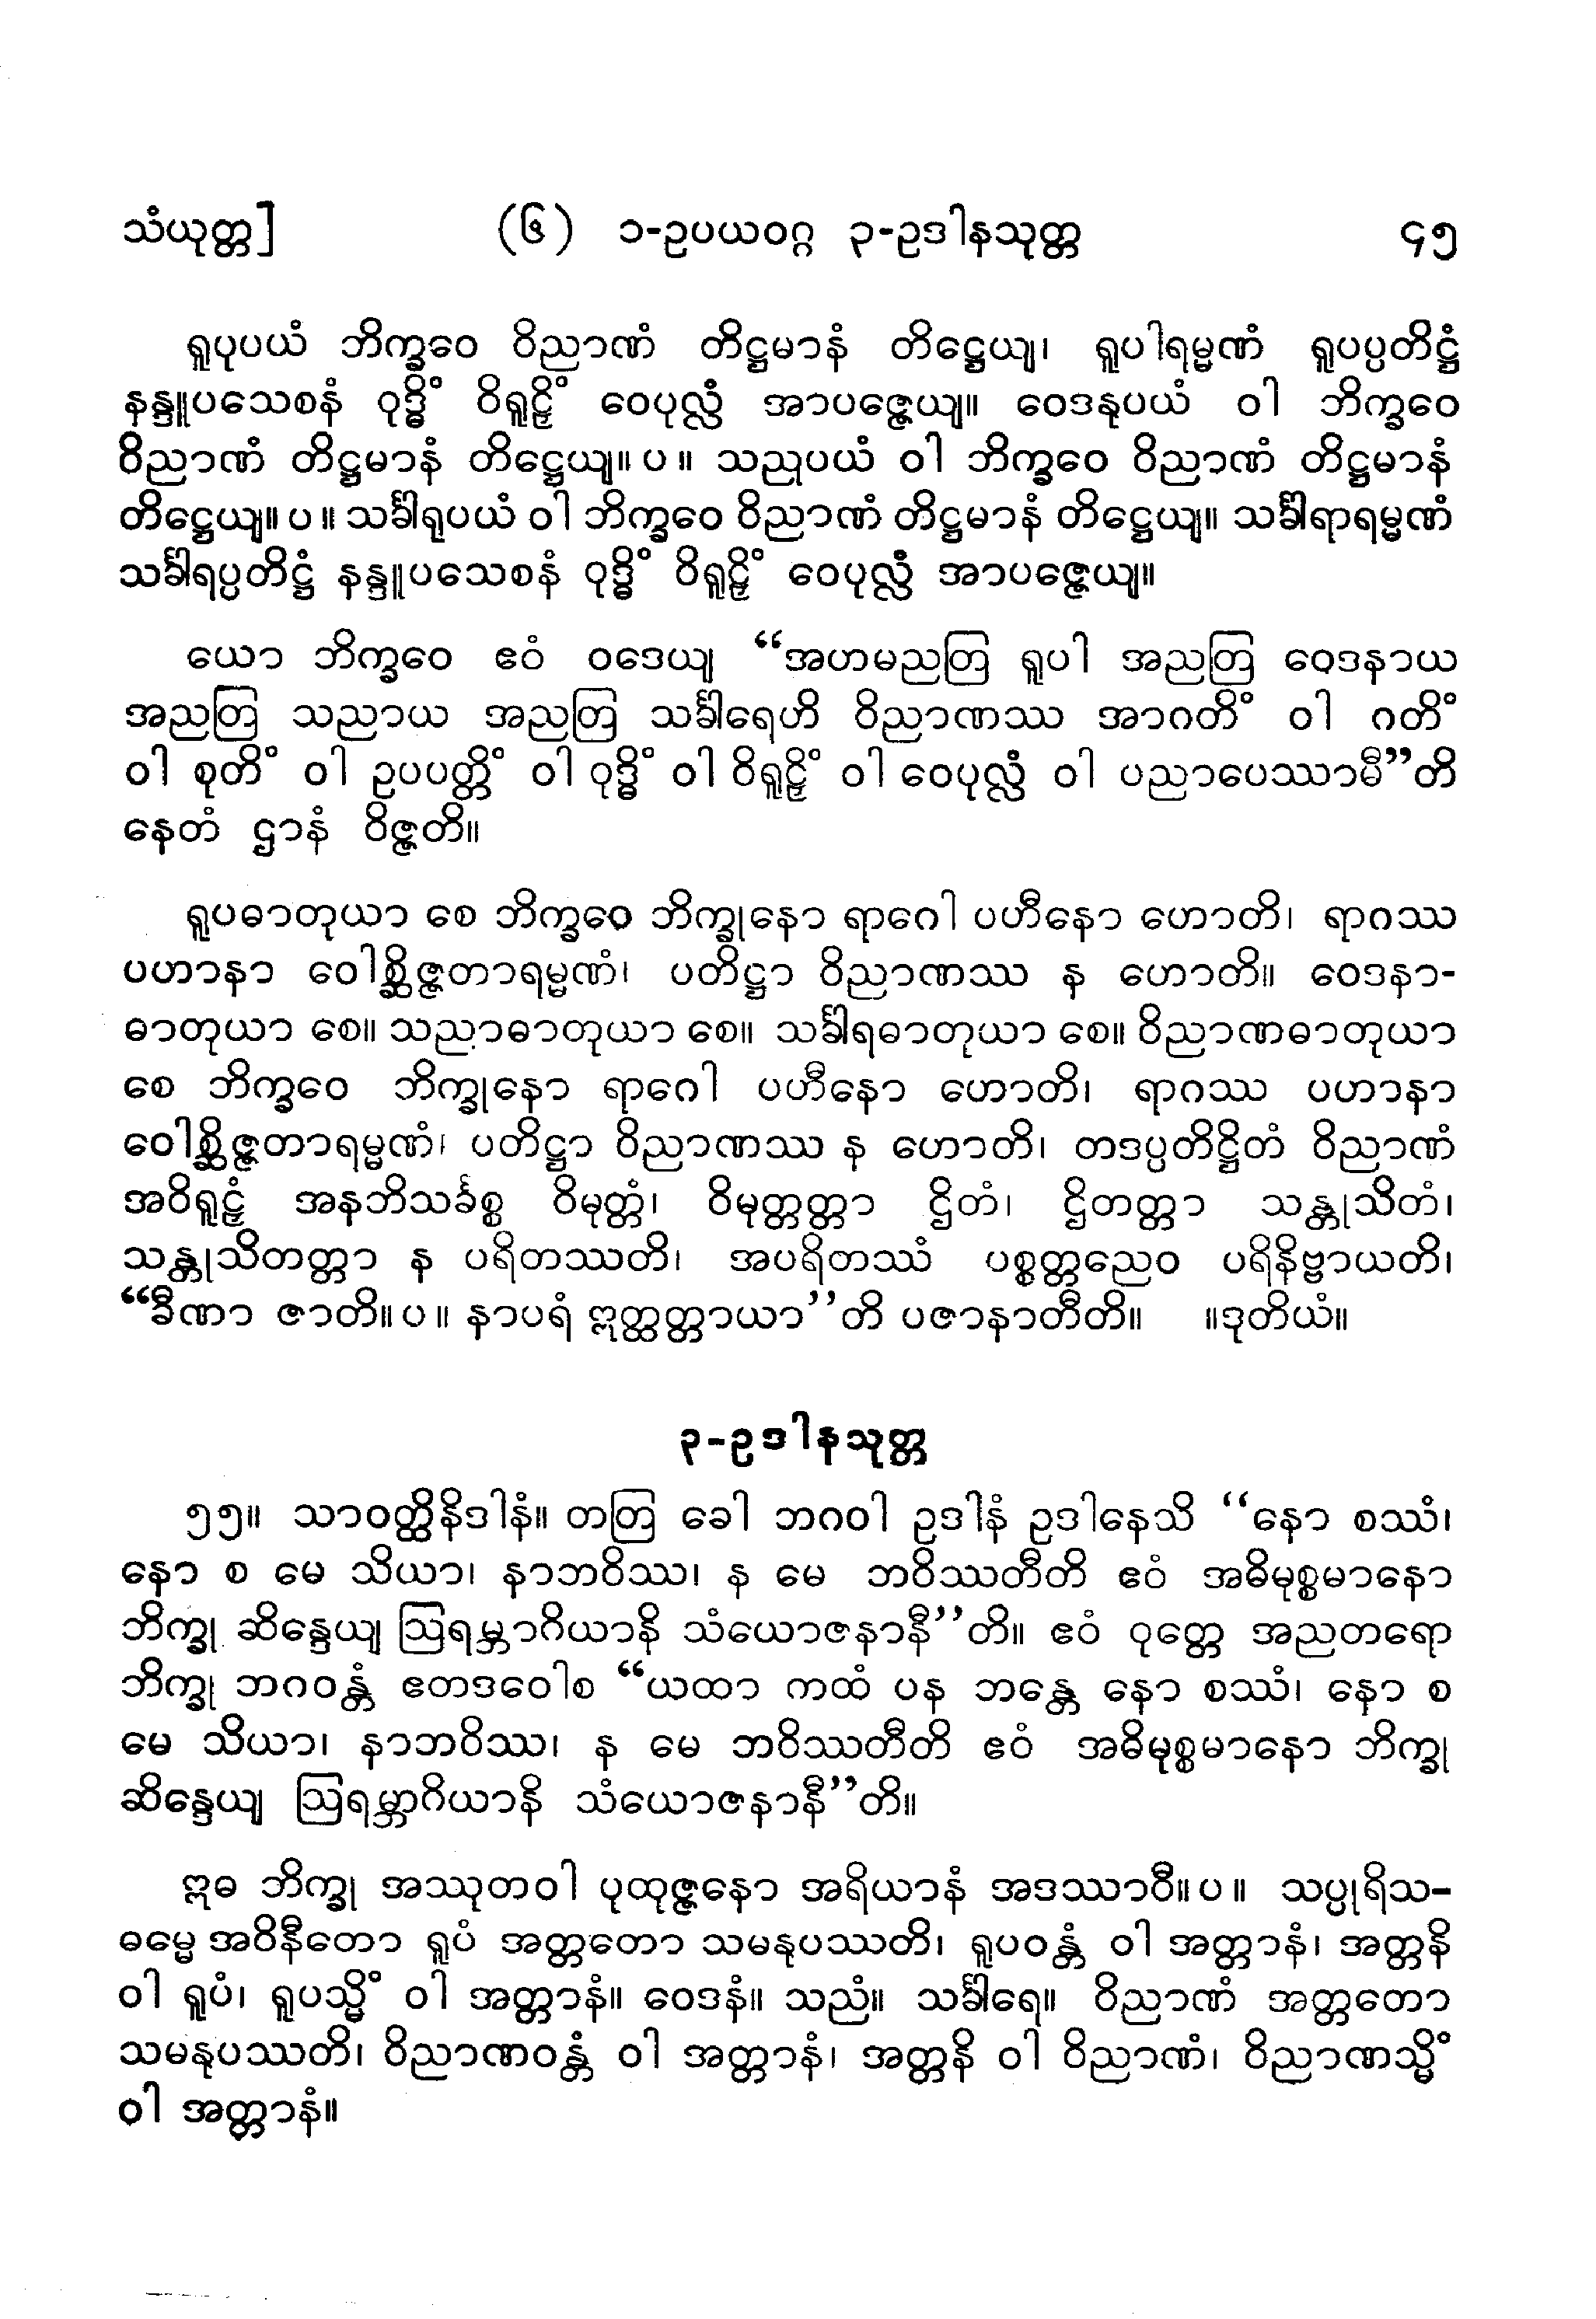 သံယုတ္တ] (၆) ၁-ဥပယဝဂ္ဂ ၃-ဥဒါနသုတ္တ ၄၅
ရူပုပယံ ဘိက္ခဝေ ဝိညာဏံ တိဋ္ဌမာနံ တိဋ္ဌေယျ၊ ရူပါရမ္မဏံ ရူပပ္ပတိဋ္ဌံ
နန္ဒူပသေစနံ ဝုဒ္ဓိံ ဝိရူဠှိံ ဝေပုလ္လံ အာပဇ္ဇေယျ။ ဝေဒနုပယံ ဝါ ဘိက္ခဝေ
ဝိညာဏံ တိဋ္ဌမာနံ တိဋ္ဌေယျ။ ပ ။ သညုပယံ ဝါ ဘိက္ခဝေ ဝိညာဏံ တိဋ္ဌမာနံ
တိဋ္ဌေယျ။ ပ ။ သင်္ခါရုပယံ ဝါ ဘိက္ခဝေ ဝိညာဏံ တိဋ္ဌမာနံ တိဋ္ဌေယျ။ သင်္ခါရာရမ္မဏံ
သင်္ခါရပ္ပတိဋ္ဌံ နန္ဒူပသေစနံ ဝုဒ္ဓိံ ဝိရူဠှိံ ဝေပုလ္လံ အာပဇ္ဇေယျ။
ယော ဘိက္ခဝေ ဧဝံ ဝဒေယျ “အဟမညတြ ရူပါ အညတြ ဝေဒနာယ
အညတြ သညာယ အညတြ သင်္ခါရေဟိ ဝိညာဏဿ အာဂတိံ ဝါ ဂတိံ
ဝါ စုတိံ ဝါ ဥပပတ္တိံ ဝါ ဝုဒ္ဓိံ ဝါ ဝိရူဠှိံ ဝါ ဝေပုလ္လံ ဝါ ပညာပေဿာမီ”တိ
နေတံ ဌာနံ ဝိဇ္ဇတိ။
ရူပဓာတုယာ စေ ဘိက္ခဝေ ဘိက္ခုနော ရာဂေါ ပဟီနော ဟောတိ၊ ရာဂဿ
ပဟာနာ ဝေါစ္ဆိဇ္ဇတာရမ္မဏံ၊ ပတိဋ္ဌာ ဝိညာဏဿ န ဟောတိ။ ဝေဒနာ-
ဓာတုယာ စေ။ သညာဓာတုယာ စေ။ သင်္ခါရဓာတုယာ စေ။ ဝိညာဏဓာတုယာ
စေ ဘိက္ခဝေ ဘိက္ခုနော ရာဂေါ ပဟီနော ဟောတိ၊ ရာဂဿ ပဟာနာ
ဝေါစ္ဆိဇ္ဇတာရမ္မဏံ၊ ပတိဋ္ဌာ ဝိညာဏဿ န ဟောတိ၊ တဒပ္ပတိဋ္ဌိတံ ဝိညာဏံ
အဝိရူဠှံ အနဘိသင်္ခစ္စ ဝိမုတ္တံ၊ ဝိမုတ္တတ္တာ ဌိတံ၊ ဌိတတ္တာ သန္တုသိတံ၊
သန္တုသိတတ္တာ န ပရိတဿတိ၊ အပရိတဿံ ပစ္စတ္တညေဝ ပရိနိဗ္ဗာယတိ၊
“ခီဏာ ဇာတိ။ ပ ။ နာပရံ ဣတ္ထတ္တာယာ”တိ ပဇာနာတီတိ။ ။ဒုတိယံ။
၃-ဥဒါနသုတ္တ
၅၅။ သာဝတ္ထိနိဒါနံ။ တတြ ခေါ ဘဂဝါ ဥဒါနံ ဥဒါနေသိ “နော စဿံ၊
နော စ မေ သိယာ၊ နာဘဝိဿ၊ န မေ ဘဝိဿတီတိ ဧဝံ အဓိမုစ္စမာနော
ဘိက္ခု ဆိန္ဒေယျ ဩရမ္ဘာဂိယာနိ သံယောဇနာနီ”တိ။ ဧဝံ ဝုတ္တေ အညတရော
ဘိက္ခု ဘဂဝန္တံ ဧတဒဝေါစ “ယထာ ကထံ ပန ဘန္တေ နော စဿံ၊ နော စ
မေ သိယာ၊ နာဘဝိဿ၊ န မေ ဘဝိဿတီတိ ဧဝံ အဓိမုစ္စမာနော ဘိက္ခု
ဆိန္ဒေယျ ဩရမ္ဘာဂိယာနိ သံယောဇနာနီ”တိ။
ဣဓ ဘိက္ခု အဿုတဝါ ပုထုဇ္ဇနော အရိယာနံ အဒဿာဝီ။ ပ ။ သပ္ပုရိသ-
ဓမ္မေ အဝိနီတော ရူပံ အတ္တတော သမနုပဿတိ၊ ရူပဝန္တံ ဝါ အတ္တာနံ၊ အတ္တနိ
ဝါ ရူပံ၊ ရူပသ္မိံ ဝါ အတ္တာနံ။ ဝေဒနံ။ သညံ။ သင်္ခါရေ။ ဝိညာဏံ အတ္တတော
သမနုပဿတိ၊ ဝိညာဏဝန္တံ ဝါ အတ္တာနံ၊ အတ္တနိ ဝါ ဝိညာဏံ၊ ဝိညာဏသ္မိံ
ဝါ အတ္တာနံ။